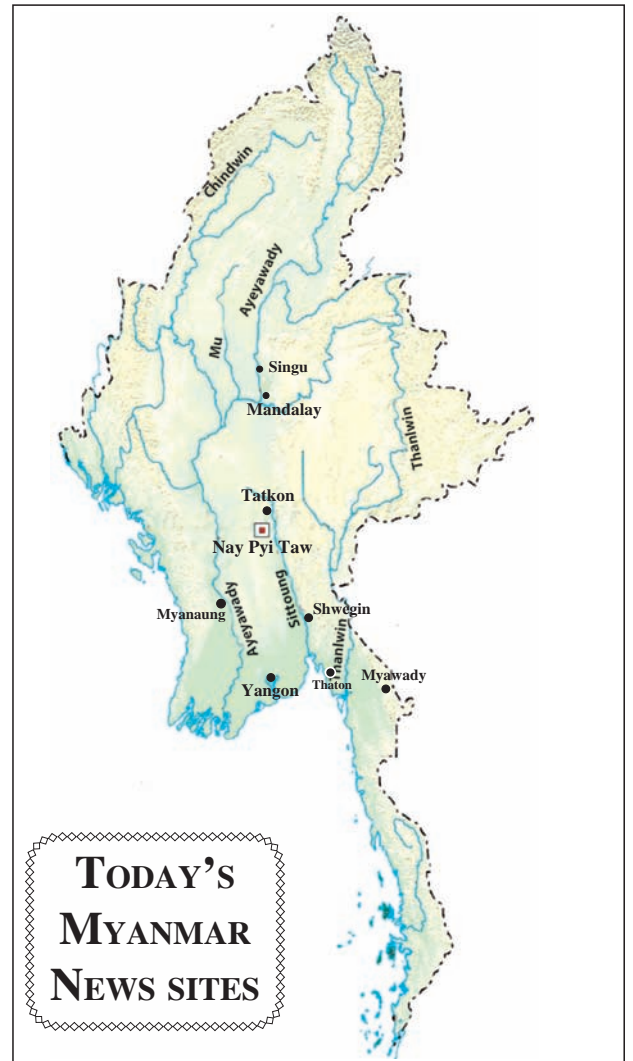 Chindwin
Ayeyawady
Mu
Singu
Mandalay
Thanlwin
Tatkon
Nay Pyi Taw
Sittoung
Myanaung
Ayeyawady
Shwegin
Thanlwin
Thaton
Myawady
Yangon
TODAY'S
MYANMAR
NEWS SITES